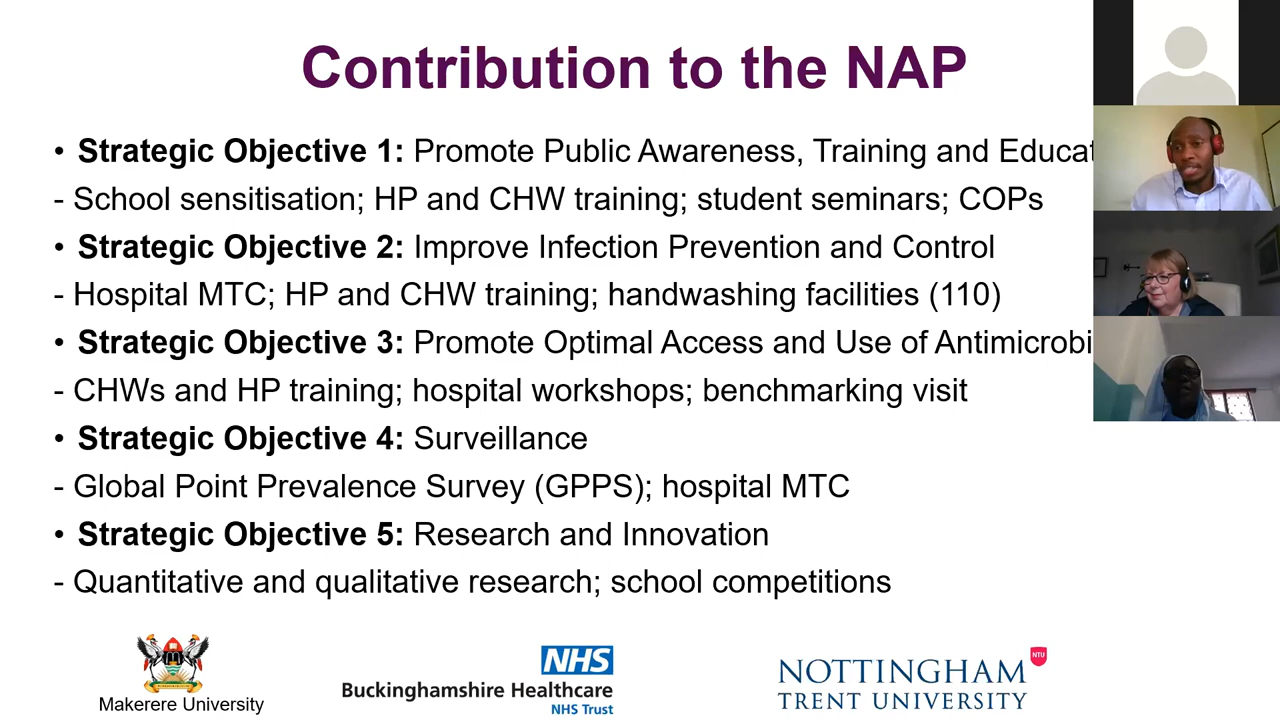 Contribution to the NAP
• Strategic Objective 1: Promote Public Awareness, Training and
- School sensitisation; HP and CHW training; student seminars; COPs
• Strategic Objective 2: Improve Infection Prevention and Control
- Hospital MTC; HP and CHW training; handwashing facilities (110)
• Strategic Objective 3: Promote Optimal Access and Use of
- CHWs and HP training; hospital workshops; benchmarking visit
• Strategic Objective 4: Surveillance
- Global Point Prevalence Survey (GPPS); hospital MTC
• Strategic Objective 5: Research and Innovation
- Quantitative and qualitative research; school competitions
Makerere University
NHS
Buckinghamshire Healthcare
NHS Trust
NTU
NOTTINGHAM
TRENT UNIVERSITY